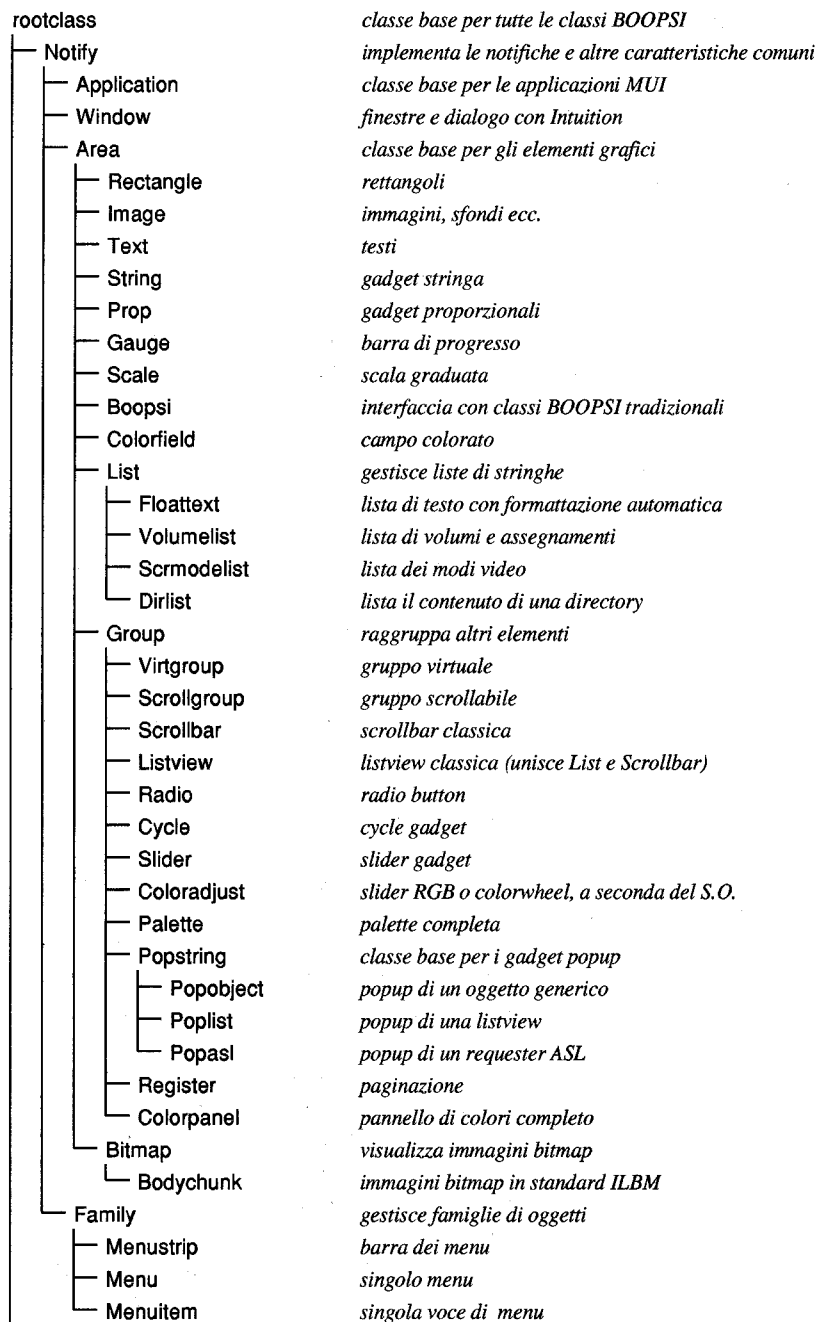 rootclass classe base per tutte le classi BOOPSI
Notify implementa le notifiche e altre caratteristiche comuni
Application classe base per le applicazioni MUI
Window finestre e dialogo con Intuition
Area classe base per gli elementi grafici
Rectangle rettangoli
Image immagini, sfondi ecc.
Text testi
String gadget stringa
Prop gadget proporzionali
Gauge barra di progresso
Scale scala graduata
Boopsi interfaccia con classi BOOPSI tradizionali
Colorfield campo colorato
List gestisce liste di stringhe
Floattext lista di testo con formattazione automatica
Volumelist lista di volumi e assegnamenti
Scrmodelist lista dei modi video
Dirlist lista il contenuto di una directory
Group raggruppa altri elementi
Virtgroup gruppo virtuale
Scrollgroup gruppo scrollabile
Scrollbar scrollbar classica
Listview listview classica (unisce List e Scrollbar)
Radio radio button
Cycle cycle gadget
Slider slider gadget
Coloradjust slider RGB o colorwheel, a seconda del S.O.
Palette palette completa
Popstring classe base per i gadget popup
Popobject popup di un oggetto generico
Poplist popup di una listview
Popasl popup di un requester ASL
Register paginazione
Colorpanel pannello di colori completo
Bitmap visualizza immagini bitmap
Bodychunk immagini bitmap in standard ILBM
Family gestisce famiglie di oggetti
Menustrip barra dei menu
Menu singolo menu
Menuitem singola voce di menu